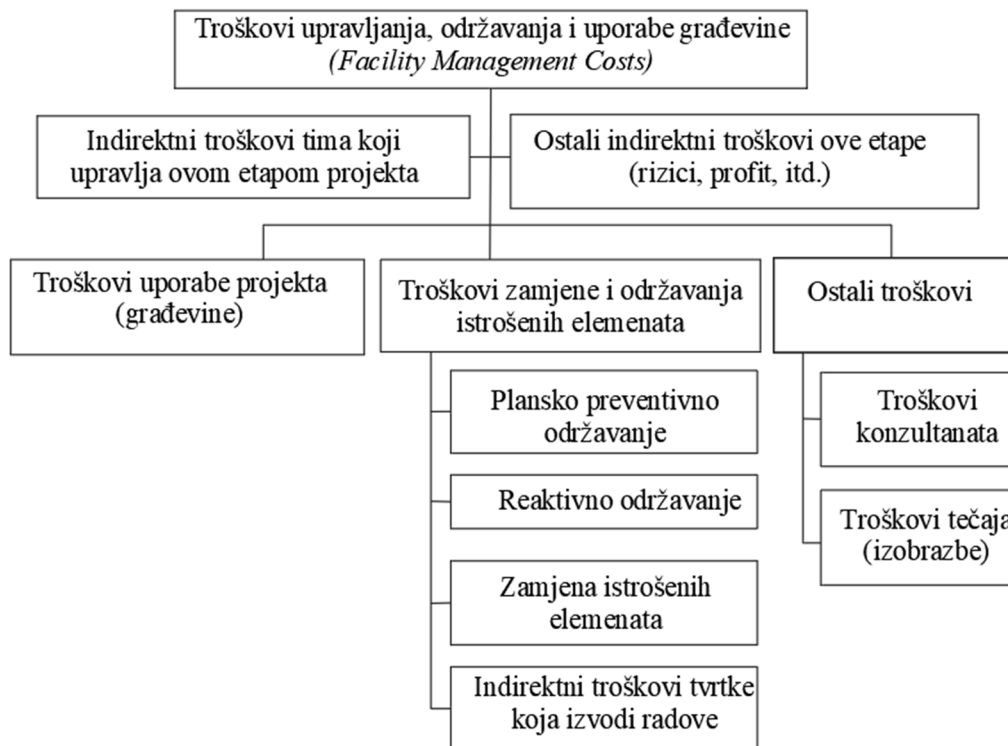 Troškovi upravljanja, održavanja i uporabe građevine
(Facility Management Costs)
Indirektni troškovi tima koji
upravlja ovom etapom projekta
Ostali indirektni troškovi ove etape
(rizici, profit, itd.)
Troškovi uporabe projekta
(građevine)
Troškovi zamjene i održavanja
istrošenih elemenata
Ostali troškovi
Plansko preventivno
održavanje
Reaktivno održavanje
Zamjena istrošenih
elemenata
Indirektni troškovi tvrtke
koja izvodi radove
Troškovi
konzultanata
Troškovi tečaja
(izobrazbe)